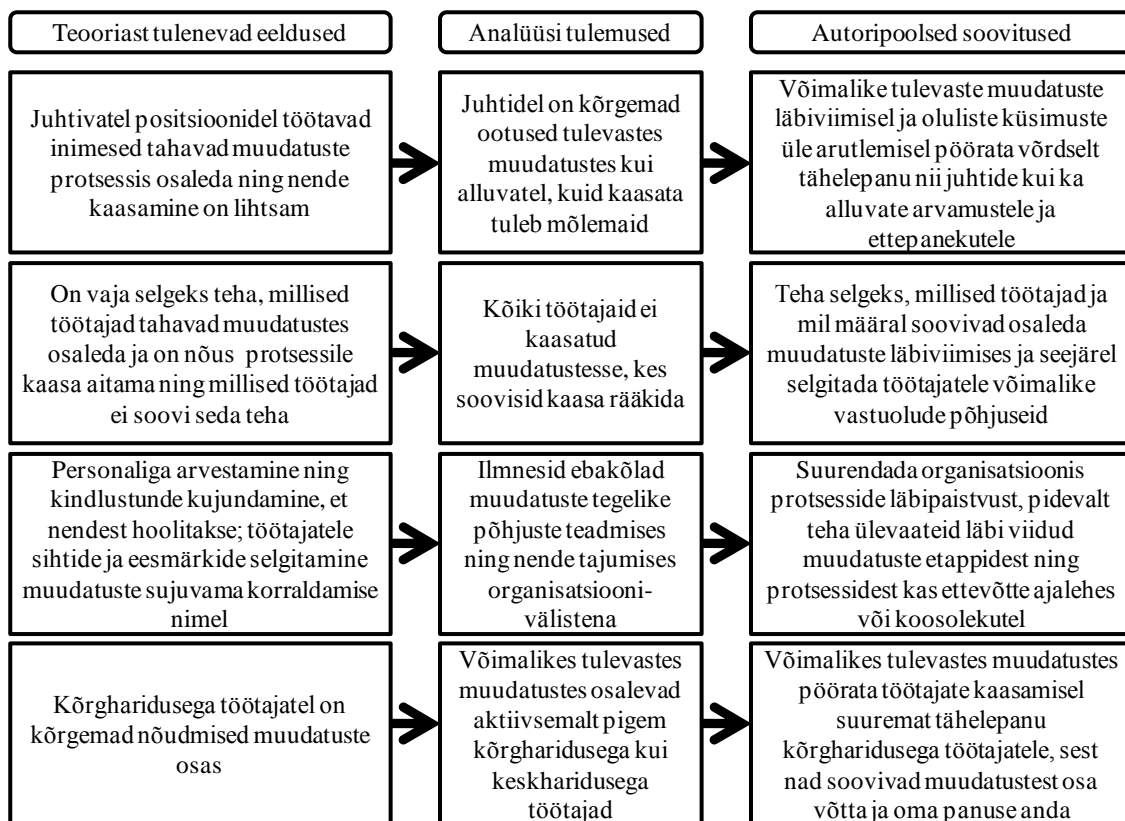 Teooriast tulenevad eeldused
Analüüsi tulemused
Autoripoolsed soovitused
Juhtivatel positsioonidel töötavad
inimesed tahavad muudatuste
protsessis osaleda ning nende
kaasamine on lihtsam
Juhtidel on kõrgemad
ootused tulevastes
muudatustes kui
alluvatel, kuid kaasata
tuleb mõlemaid
Võimalike tulevaste muudatuste
läbiviimisel ja oluliste küsimuste
üle arutlemisel pöörata võrdselt
tähelepanu nii juhtide kui ka
alluvate arvamustele ja
ettepanekutele
On vaja selgeks teha, millised
töötajad tahavad muudatustes
osaleda ja on nõus protsessile
kaasa aitama ning millised töötajad
ei soovi seda teha
Kõiki töötajaid ei
kaasatud
muudatustesse, kes
soovisid kaasa rääkida
Teha selgeks, millised töötajad ja
mil määral soovivad osaleda
muudatuste läbiviimises ja seejärel
selgitada töötajatele võimalike
vastuolude põhjuseid
Personaliga arvestamine ning
kindlustunde kujundamine, et
nendest hoolitakse; töötajatele
sihtide ja eesmärkide selgitamine
muudatuste sujuvama korraldamise
nimel
Ilmnesid ebakõlad
muudatuste tegelike
põhjuste teadmises
ning nende tajumises
organisatsiooni-
välistena
Suurendada organisatsioonis
protsesside läbipaistvust, pidevalt
teha ülevaateid läbi viidud
muudatuste etappidest ning
protsessidest kas ettevõtte ajalehes
või koosolekutel
Kõrgharidusega töötajatel on
kõrgemad nõudmised muudatuste
osas
Võimalikes tulevastes
muudatustes osalevad
aktiivsemalt pigem
kõrgharidusega kui
keskharidusega
töötajad
Võimalikes tulevastes muudatustes
pöörata töötajate kaasamisel
suuremat tähelepanu
kõrgharidusega töötajatele, sest
nad soovivad muudatustest osa
võtta ja oma panuse anda